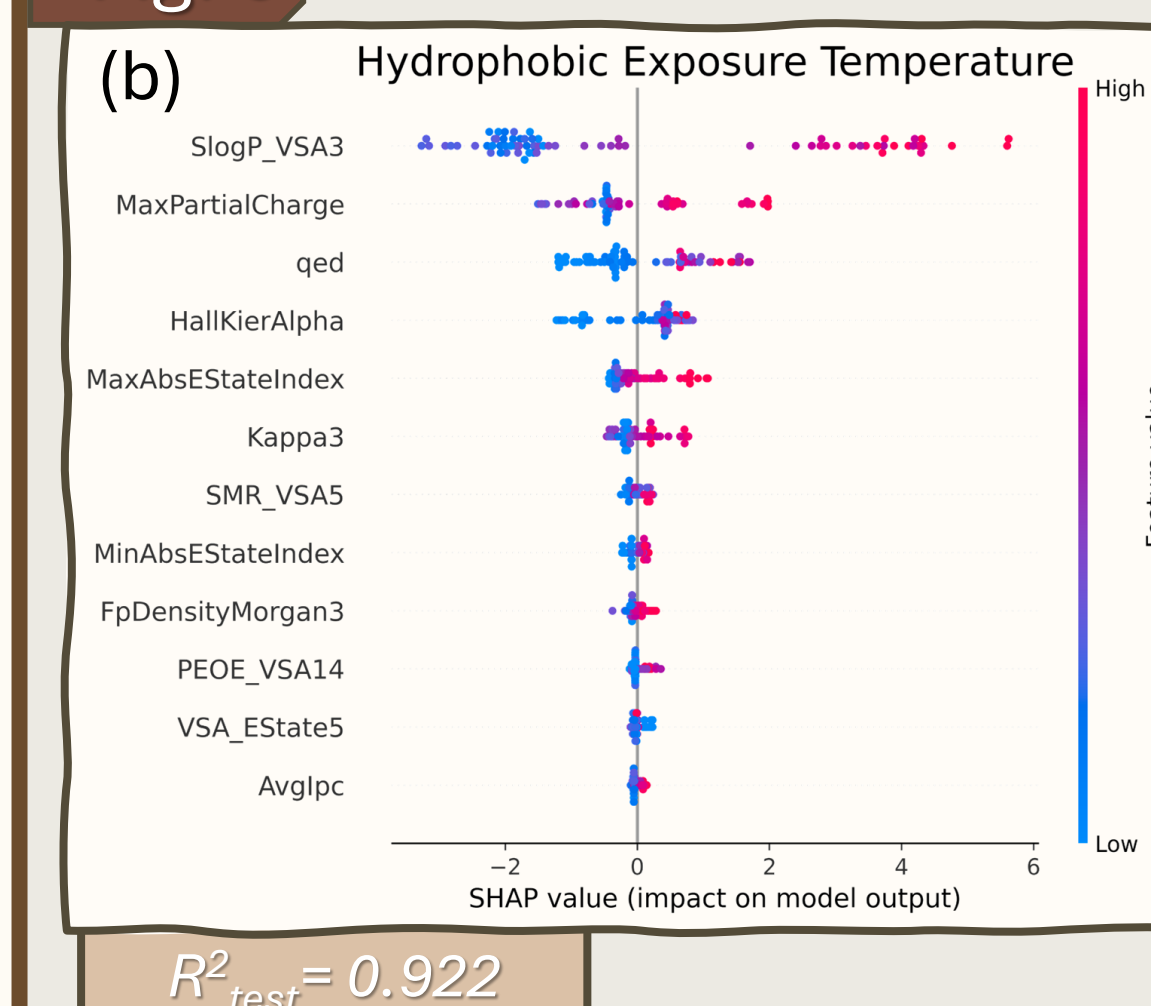 (b)
Hydrophobic Exposure Temperature
High
SlogP_VSA3
MaxPartialCharge
qed
HallKierAlpha
MaxAbsEStateIndex
Kappa3
SMR_VSA5
MinAbsEStateIndex
FpDensityMorgan3
PEOE_VSA14
VSA_EState5
AvgIpc
Low
−2 0 2 4 6
SHAP value (impact on model output)
R²test = 0.922